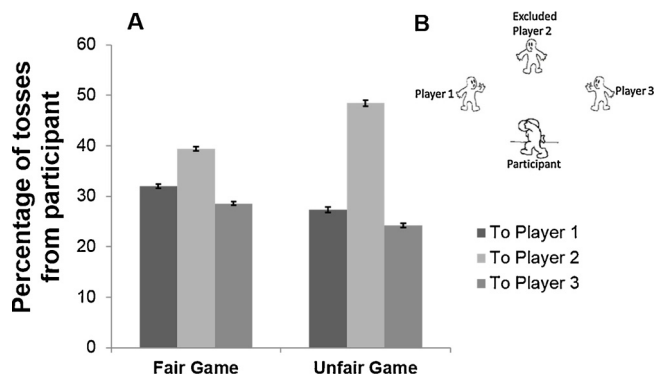 A
B
Excluded
Player 2
Player 1
Player 3
Participant
Percentage of tosses
from participant
60
50
40
30
20
10
0
Fair Game
Unfair Game
To Player 1
To Player 2
To Player 3